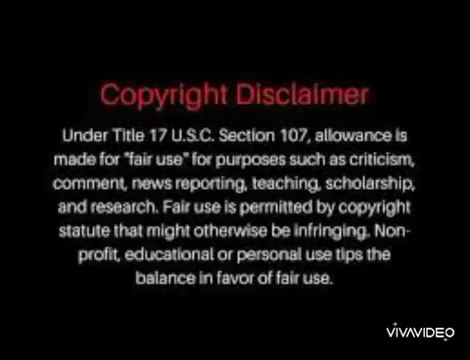 Copyright Disclaimer
Under Title 17 U.S.C. Section 107, allowance is
made for "fair use" for purposes such as criticism,
comment, news reporting, teaching, scholarship,
and research. Fair use is permitted by copyright
statute that might otherwise be infringing. Non-
profit, educational or personal use tips the
balance in favor of fair use.
VIVAVIDEO